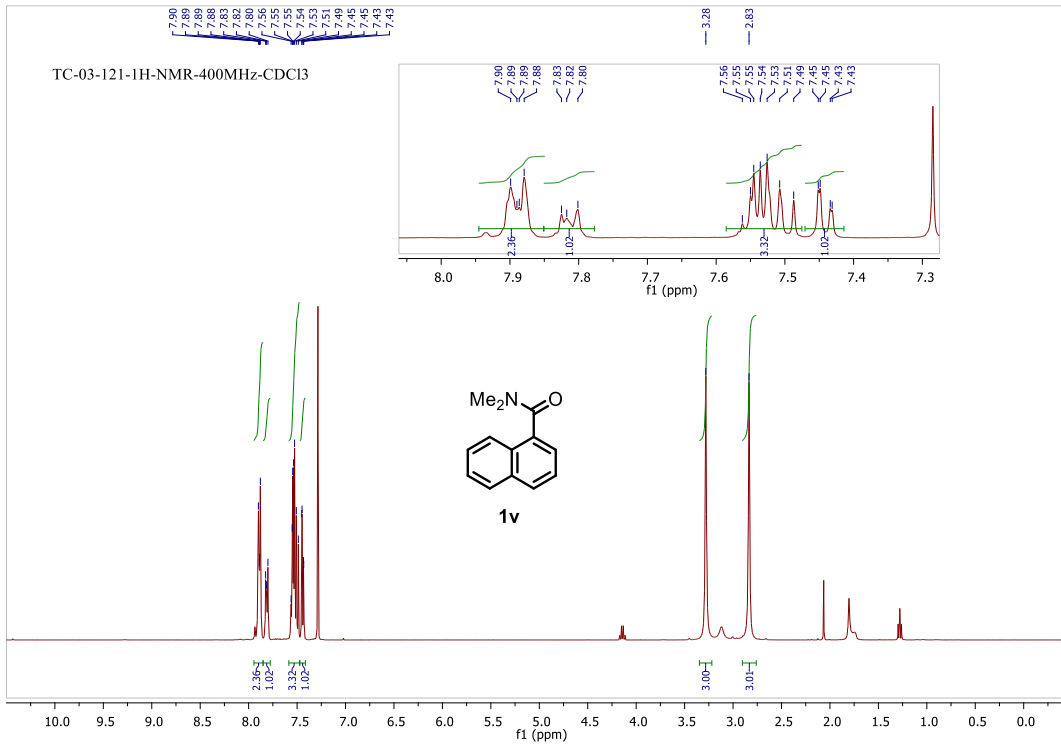 7.90 7.89 7.89 7.88 7.83 7.82 7.80 7.56 7.55 7.55 7.54 7.53 7.51 7.49 7.45 7.45 7.43 7.43 3.28 2.83
TC-03-121-1H-NMR-400MHz-CDCl3
7.90 7.89 7.89 7.88 7.83 7.82 7.80 7.56 7.55 7.55 7.54 7.53 7.51 7.49 7.45 7.45 7.43 7.43
2.36 1.02 3.32 1.02
8.0 7.9 7.8 7.7 7.6 7.5 7.4 7.3
f1 (ppm)
Me2N O
1v
2.36 1.02 3.32 1.02 3.00 3.01
10.0 9.5 9.0 8.5 8.0 7.5 7.0 6.5 6.0 5.5 5.0 4.5 4.0 3.5 3.0 2.5 2.0 1.5 1.0 0.5 0.0
f1 (ppm)